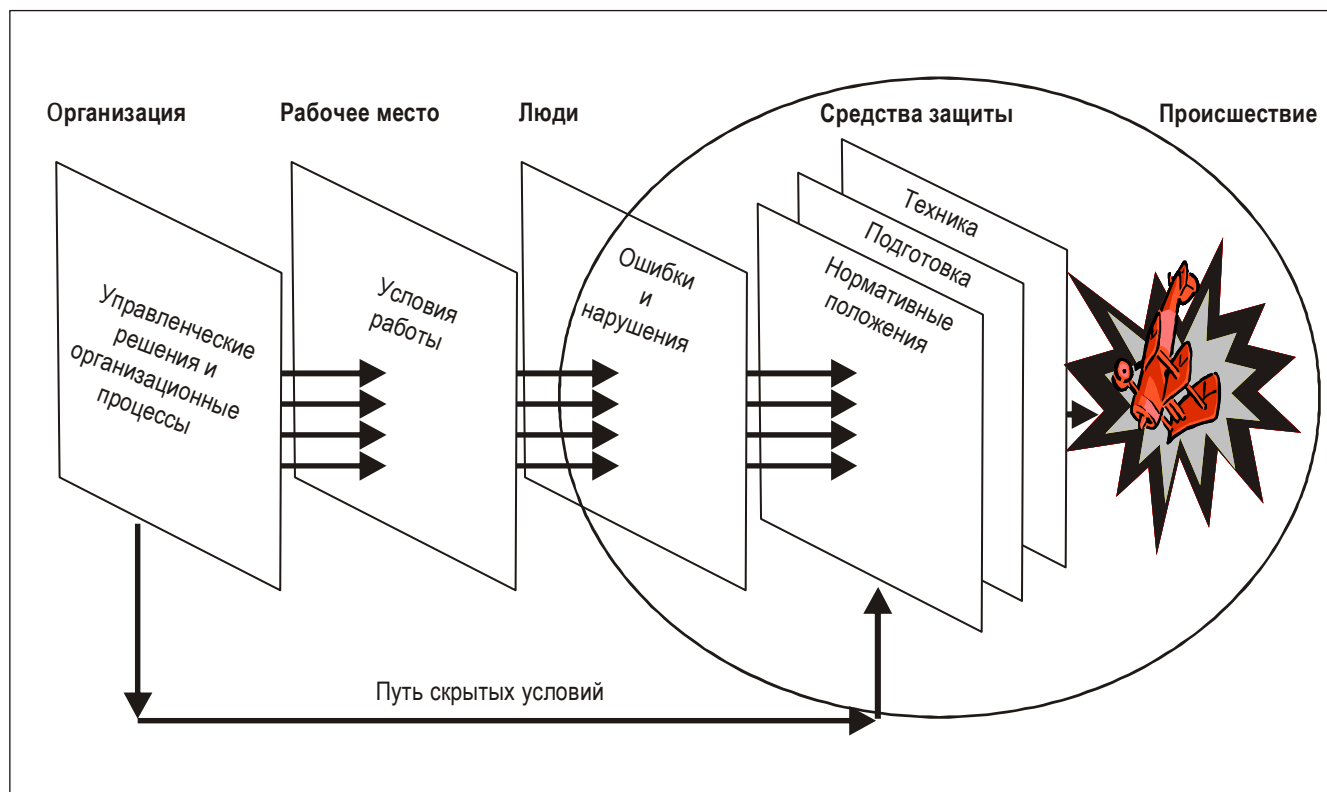 Организация
Рабочее место
Люди
Средства защиты
Происшествие
Управленческие
решения и
организационные
процессы
Условия
работы
Ошибки
и
нарушения
Техника
Подготовка
Нормативные
положения
Путь скрытых условий